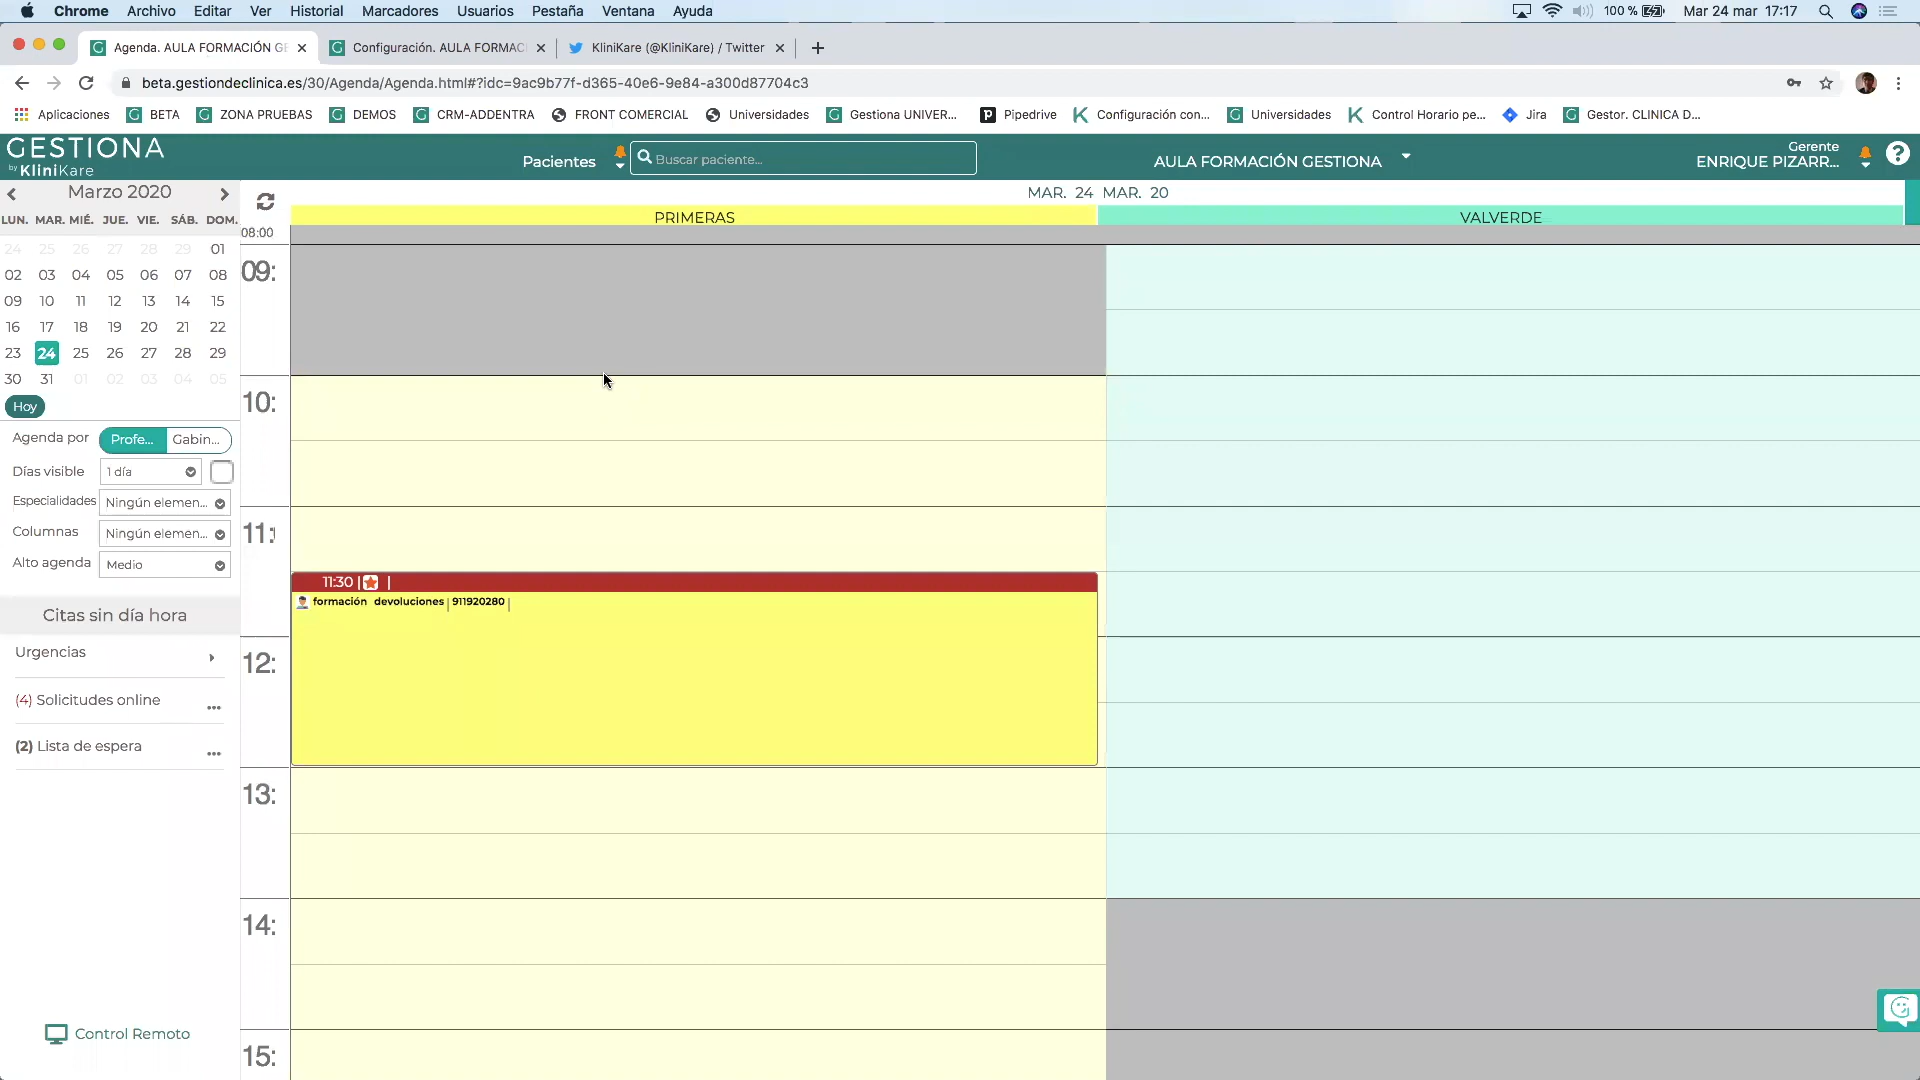 Chrome Archivo Editar Ver Historial Marcadores Usuarios Pestaña Ventana Ayuda 100 % Mar 24 mar 17:17
Agenda. AULA FORMACIÓN GE Configuración. AULA FORMAC KliniKare (@KliniKare) / Twitter
beta.gestiondeclinica.es/30/Agenda/Agenda.html#?idc=9ac9b77f-d365-40e6-9e84-a300d87704c3
Aplicaciones BETA ZONA PRUEBAS DEMOS CRM-ADDENTRA FRONT COMERCIAL Universidades Gestiona UNIVER... Pipedrive Configuración con... Universidades Control Horario pe... Jira Gestor. CLINICA D...
GESTIONA
by KliniKare
Pacientes Buscar paciente... AULA FORMACIÓN GESTIONA
Gerente
ENRIQUE PIZARR...
Marzo 2020
MAR. 24 MAR. 20
LUN. MAR. MIÉ. JUE. VIE. SÁB. DOM.
PRIMERAS VALVERDE
24 25 26 27 28 29 01
02 03 04 05 06 07 08
09 10 11 12 13 14 15
16 17 18 19 20 21 22
23 24 25 26 27 28 29
30 31 01 02 03 04 05
Hoy
Agenda por Profe... Gabin...
Días visible 1 día
Especialidades Ningún elemen...
Columnas Ningún elemen...
Alto agenda Medio
Citas sin día hora
Urgencias
(4) Solicitudes online
...
(2) Lista de espera
...
Control Remoto
08:00
09:
10:
11:
11:30 | |
formación devoluciones | 911920280 |
12:
13:
14:
15: